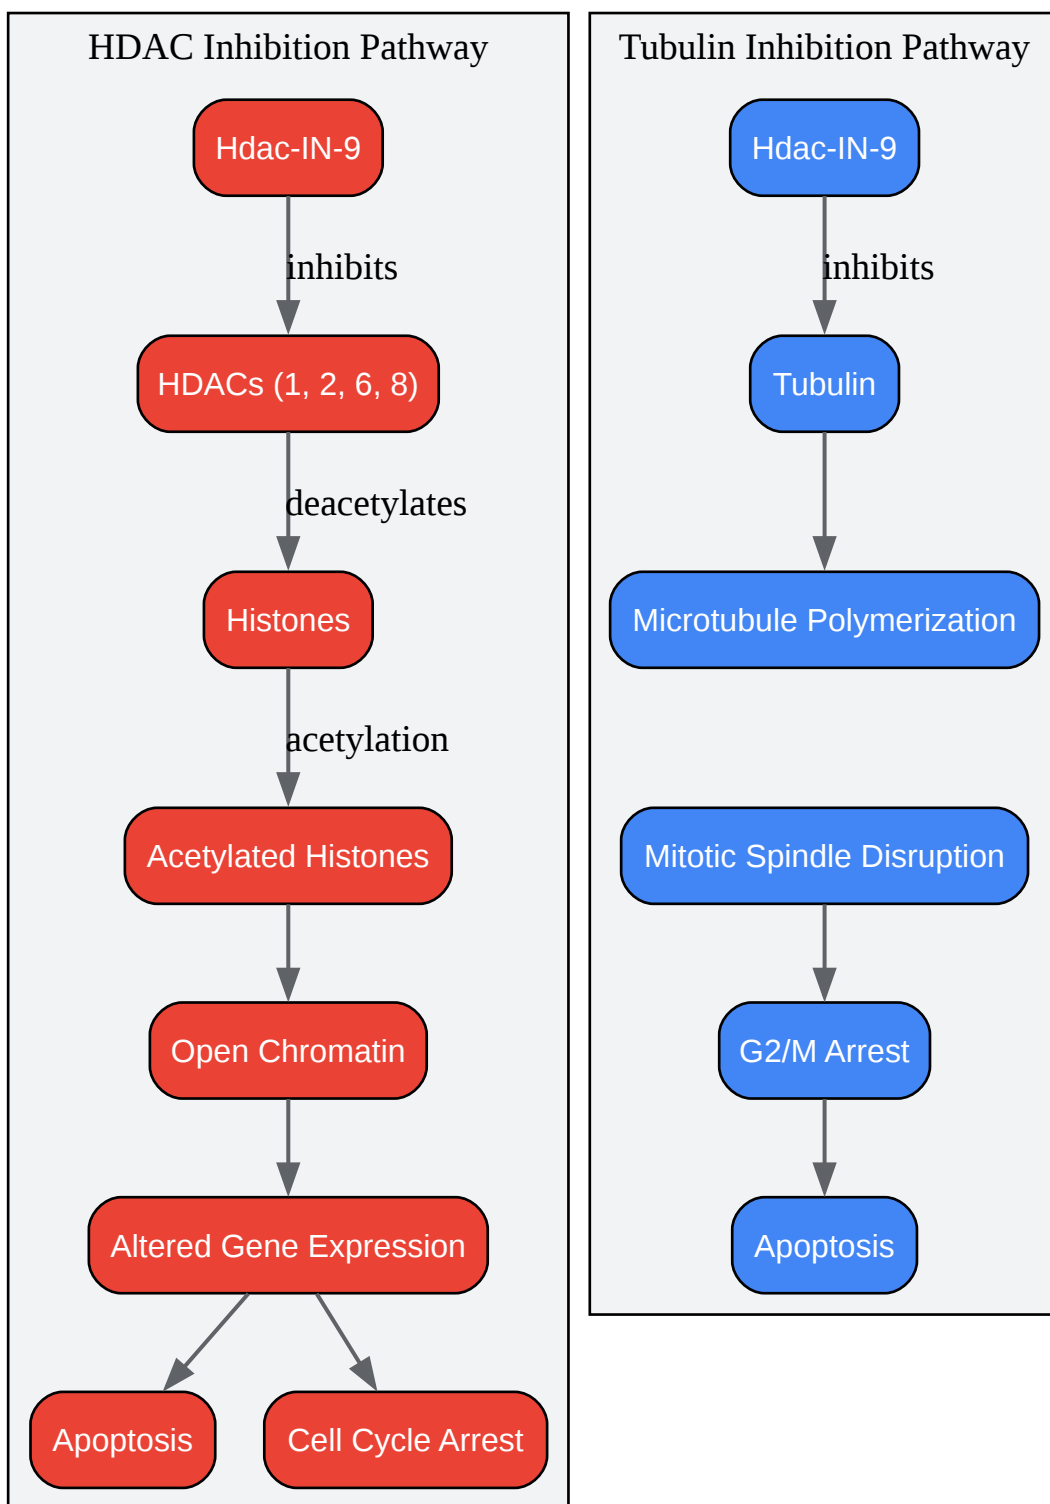 HDAC Inhibition Pathway
Hdac-IN-9
inhibits
HDACs (1, 2, 6, 8)
deacetylates
Histones
acetylation
Acetylated Histones
Open Chromatin
Altered Gene Expression
Apoptosis
Cell Cycle Arrest
Tubulin Inhibition Pathway
Hdac-IN-9
inhibits
Tubulin
Microtubule Polymerization
Mitotic Spindle Disruption
G2/M Arrest
Apoptosis